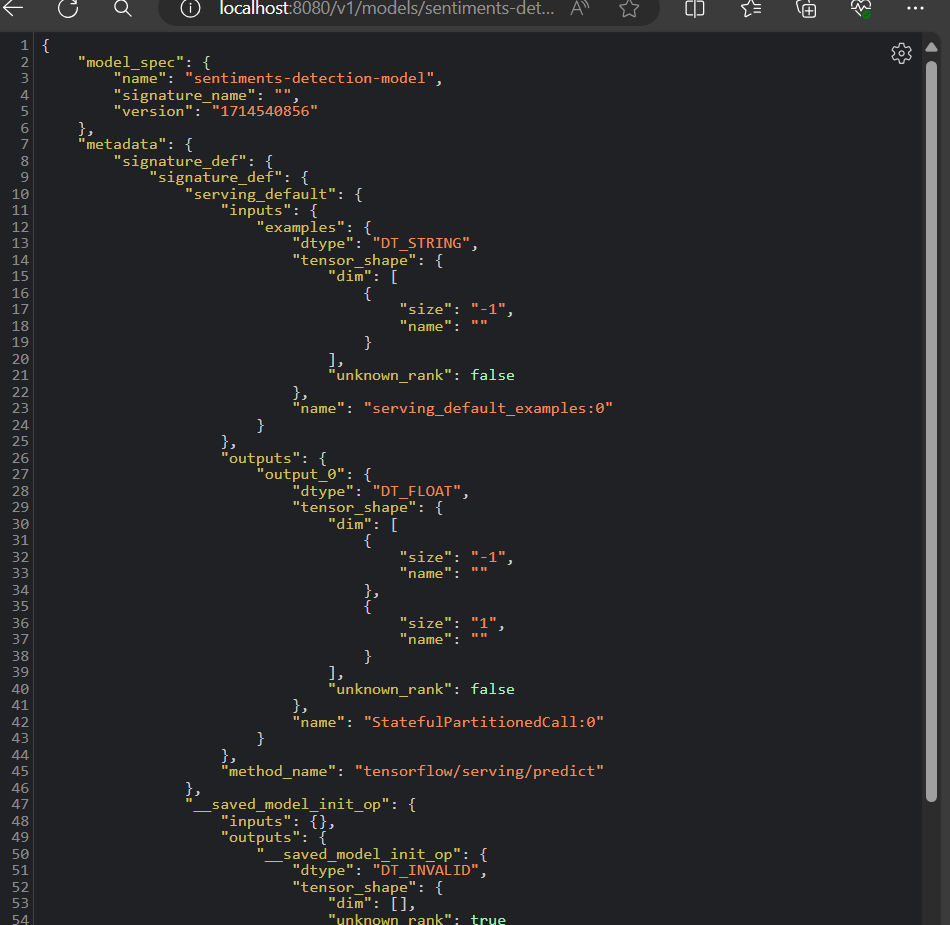 localhost:8080/v1/models/sentiments-det...
1 {
2     "model_spec": {
3         "name": "sentiments-detection-model",
4         "signature_name": "",
5         "version": "1714540856"
6     },
7     "metadata": {
8         "signature_def": {
9             "signature_def": {
10                 "serving_default": {
11                     "inputs": {
12                         "examples": {
13                             "dtype": "DT_STRING",
14                             "tensor_shape": {
15                                 "dim": [
16                                     {
17                                         "size": "-1",
18                                         "name": ""
19                                     }
20                                 ],
21                                 "unknown_rank": false
22                             },
23                             "name": "serving_default_examples:0"
24                         }
25                     },
26                     "outputs": {
27                         "output_0": {
28                             "dtype": "DT_FLOAT",
29                             "tensor_shape": {
30                                 "dim": [
31                                     {
32                                         "size": "-1",
33                                         "name": ""
34                                     },
35                                     {
36                                         "size": "1",
37                                         "name": ""
38                                     }
39                                 ],
40                                 "unknown_rank": false
41                             },
42                             "name": "StatefulPartitionedCall:0"
43                         }
44                     },
45                     "method_name": "tensorflow/serving/predict"
46                 },
47                 "__saved_model_init_op": {
48                     "inputs": {},
49                     "outputs": {
50                         "__saved_model_init_op": {
51                             "dtype": "DT_INVALID",
52                             "tensor_shape": {
53                                 "dim": [],
54                                 "unknown_rank": true